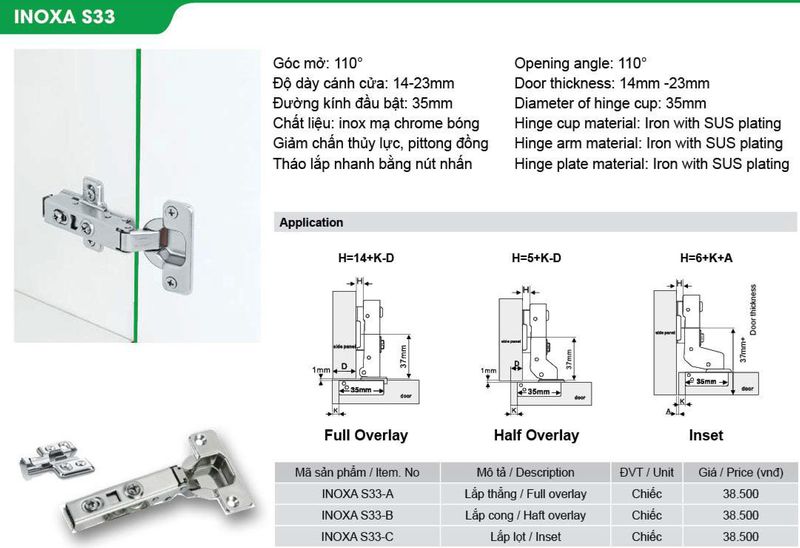 INOXA S33
Góc mở: 110°
Độ dày cánh cửa: 14-23mm
Đường kính đầu bật: 35mm
Chất liệu: inox mạ chrome bóng
Giảm chấn thủy lực, pittong đồng
Tháo lắp nhanh bằng nút nhấn
Opening angle: 110°
Door thickness: 14mm -23mm
Diameter of hinge cup: 35mm
Hinge cup material: Iron with SUS plating
Hinge arm material: Iron with SUS plating
Hinge plate material: Iron with SUS plating
Application
H=14+K-D
H
side panel
D
37mm
1mm
35mm
door
K
Full Overlay
H=5+K-D
H
side panel
D
37mm
1mm
35mm
door
K
Half Overlay
H=6+K+A
H
side panel
37mm+ Door thickness
35mm
door
K
A
Inset
Mã sản phẩm / Item. No Mô tả / Description ĐVT / Unit Giá / Price (vnđ)
INOXA S33-A Lắp thẳng / Full overlay Chiếc 38.500
INOXA S33-B Lắp cong / Haft overlay Chiếc 38.500
INOXA S33-C Lắp lọt / Inset Chiếc 38.500